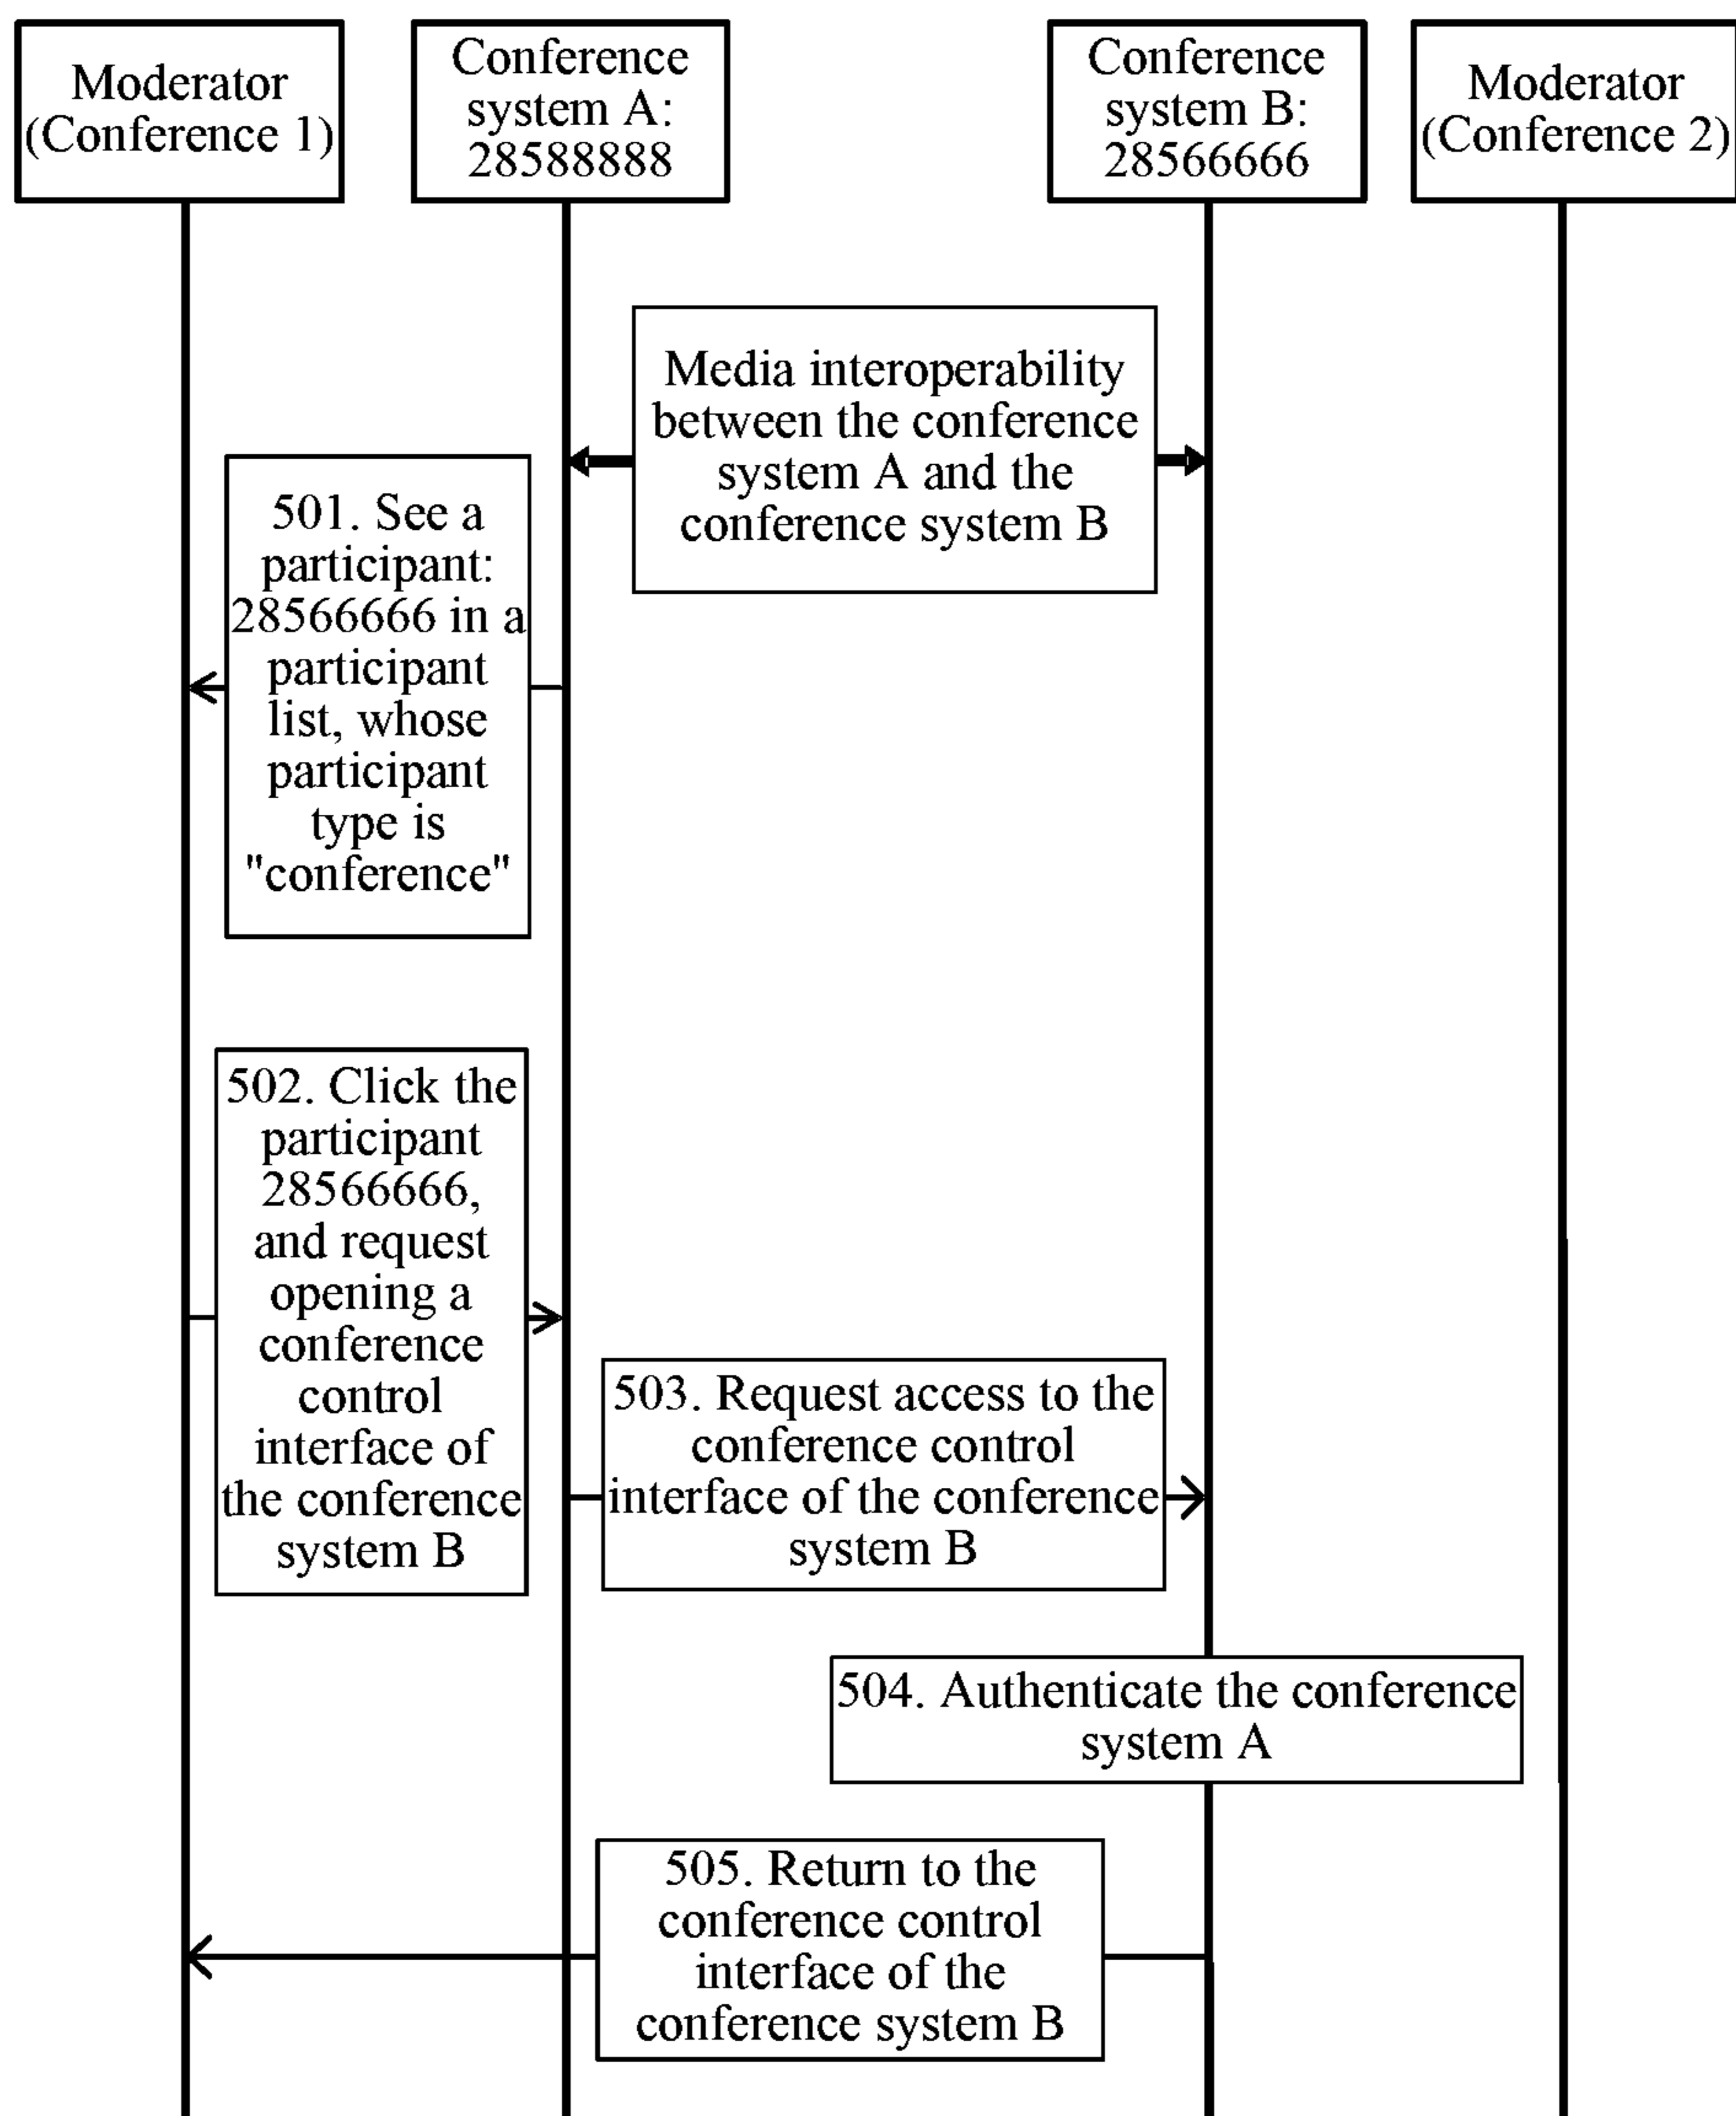 Moderator
(Conference 1)
Conference
system A:
28588888
Conference
system B:
28566666
Moderator
(Conference 2)
Media interoperability
between the conference
system A and the
conference system B
501. See a
participant:
28566666 in a
participant
list, whose
participant
type is
"conference"
502. Click the
participant
28566666,
and request
opening a
conference
control
interface of
the conference
system B
503. Request access to the
conference control
interface of the conference
system B
504. Authenticate the conference
system A
505. Return to the
conference control
interface of the
conference system B